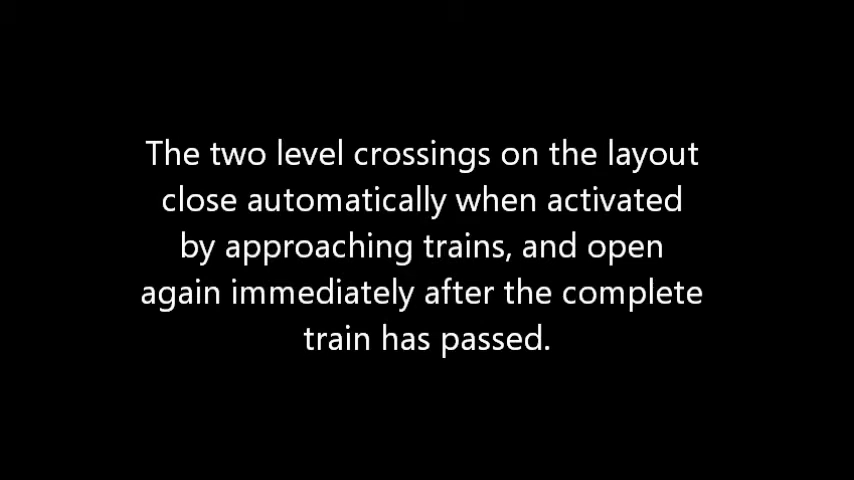 The two level crossings on the layout
close automatically when activated
by approaching trains, and open
again immediately after the complete
train has passed.